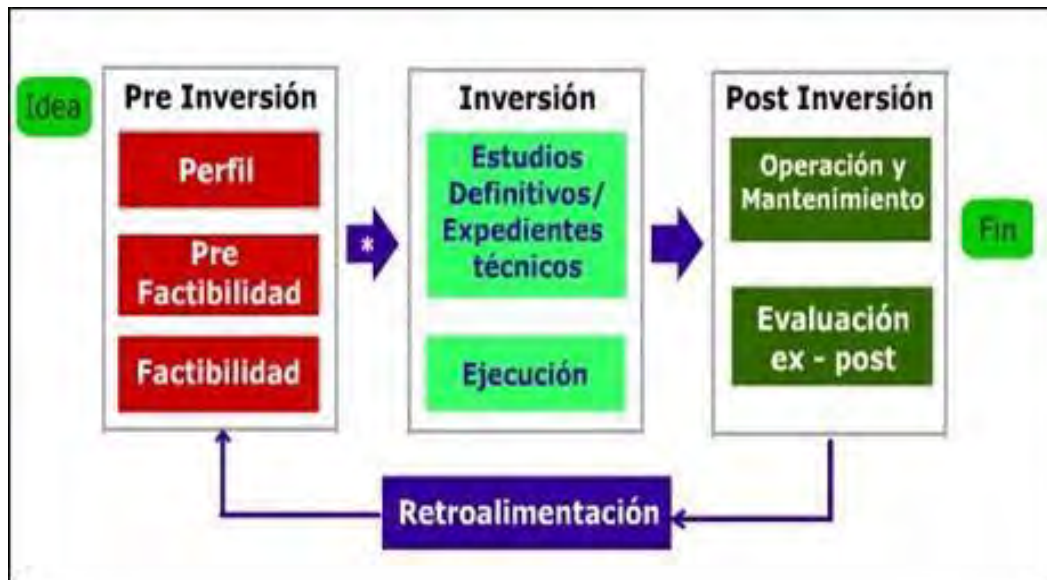 Idea
Pre Inversión
Perfil
Pre
Factibilidad
Factibilidad
*
Inversión
Estudios
Definitivos/
Expedientes
técnicos
Ejecución
Post Inversión
Operación y
Mantenimiento
Evaluación
ex - post
Fin
Retroalimentación